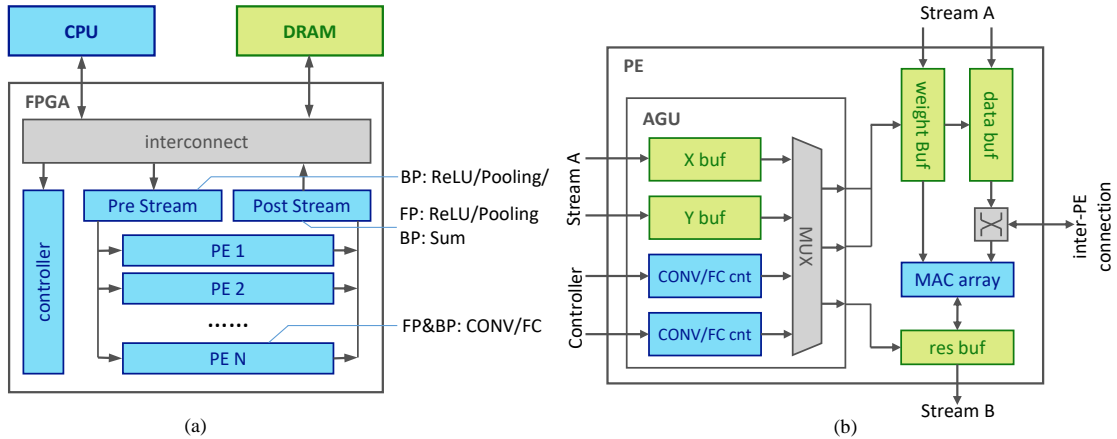 CPU
DRAM
FPGA
interconnect
Pre Stream
Post Stream
controller
PE 1
PE 2
......
PE N
BP: ReLU/Pooling/
FP: ReLU/Pooling
BP: Sum
FP&BP: CONV/FC
(a)
Stream A
PE
AGU
Stream A
Controller
X buf
Y buf
CONV/FC cnt
CONV/FC cnt
MUX
weight Buf
data buf
inter-PE
connection
MAC array
res buf
Stream B
(b)